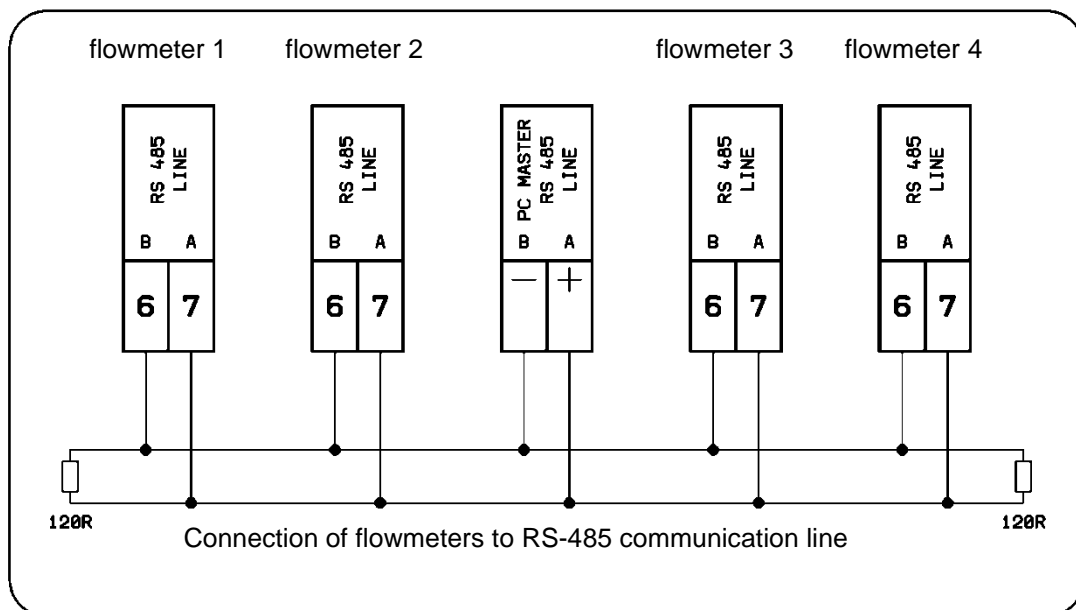 flowmeter 1
flowmeter 2
flowmeter 3
flowmeter 4
RS 485
LINE
B A
6 7
RS 485
LINE
B A
6 7
PC MASTER
RS 485
LINE
B A
− +
RS 485
LINE
B A
6 7
RS 485
LINE
B A
6 7
120R
120R
Connection of flowmeters to RS-485 communication line